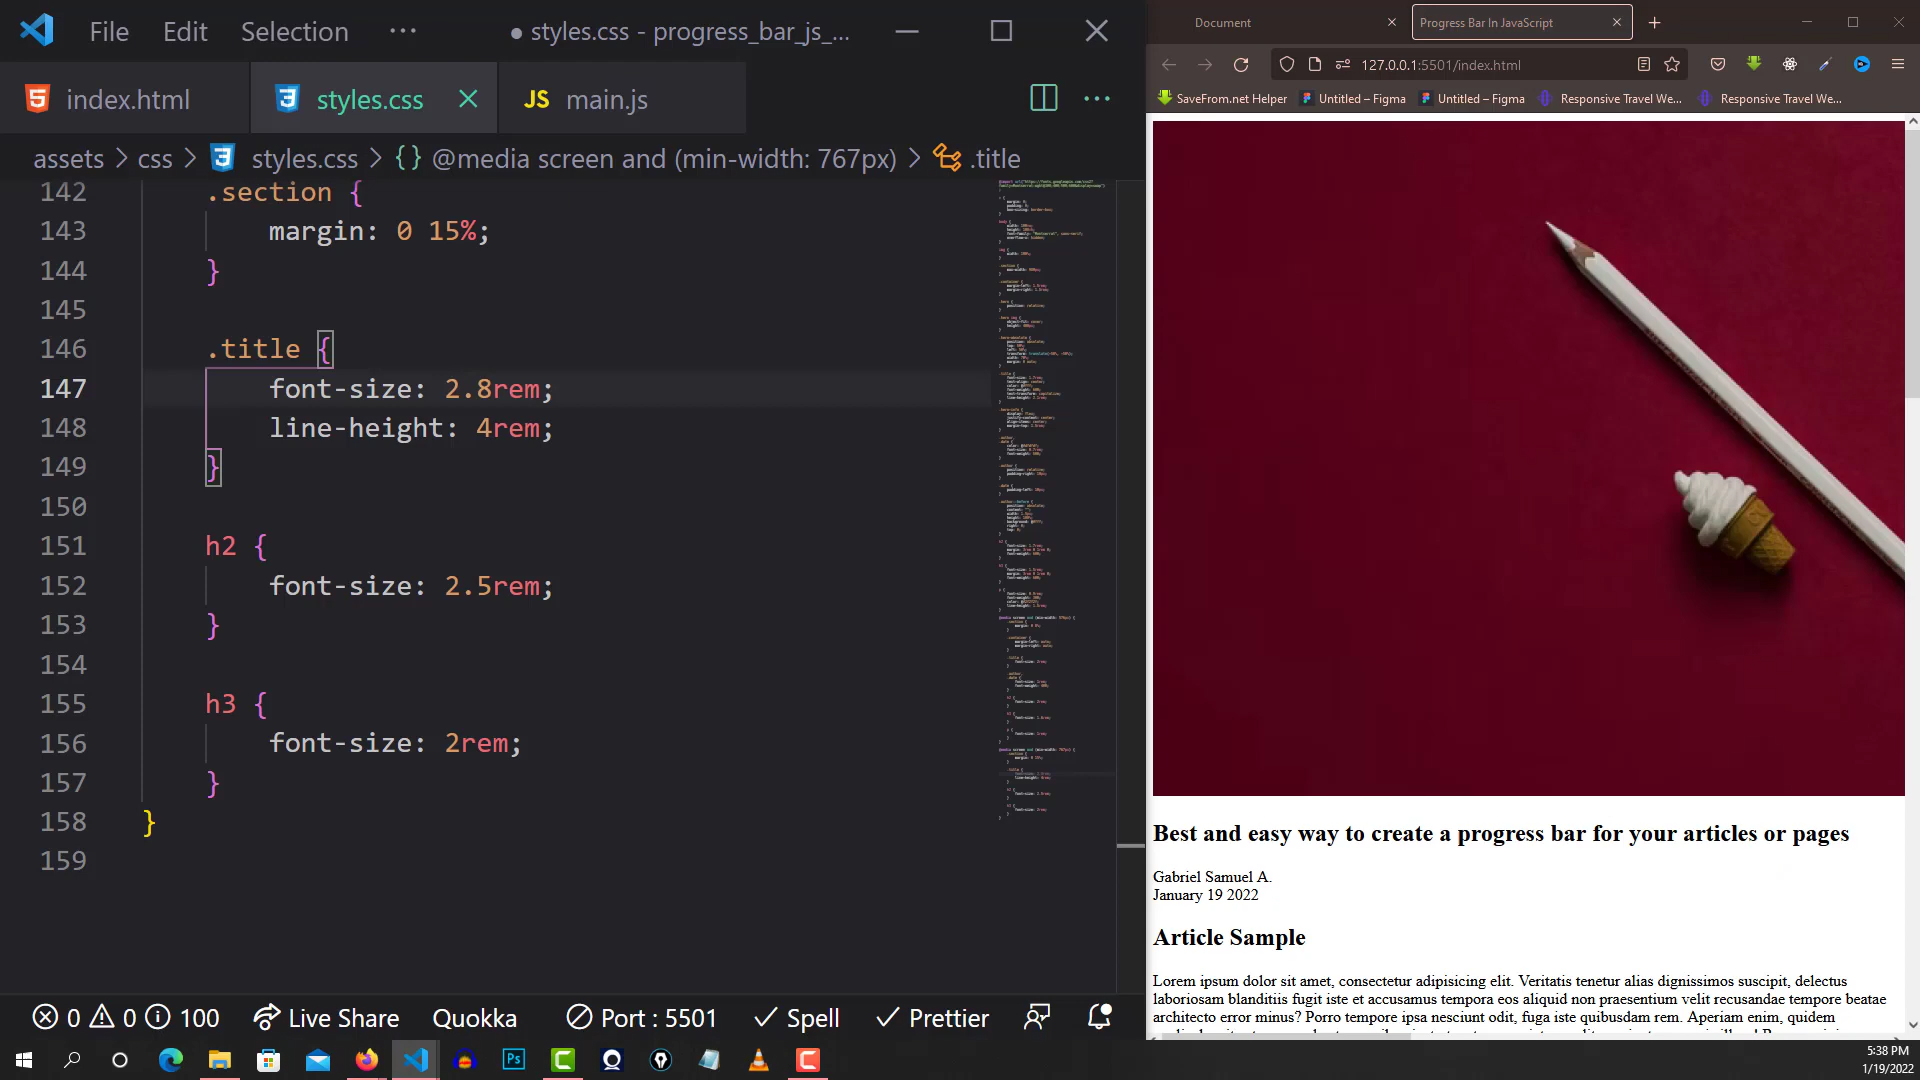 File Edit Selection ··· ● styles.css - progress_bar_js_...
index.html styles.css JS main.js
assets > css > styles.css > {} @media screen and (min-width: 767px) > .title
142 .section {
143 margin: 0 15%;
144 }
145
146 .title {
147 font-size: 2.8rem;
148 line-height: 4rem;
149 }
150
151 h2 {
152 font-size: 2.5rem;
153 }
154
155 h3 {
156 font-size: 2rem;
157 }
158 }
159
0 0 100 Live Share Quokka Port : 5501 Spell Prettier
Document Progress Bar In JavaScript
127.0.0.1:5501/index.html
SaveFrom.net Helper Untitled – Figma Untitled – Figma Responsive Travel We... Responsive Travel We...
Best and easy way to create a progress bar for your articles or pages
Gabriel Samuel A.
January 19 2022
Article Sample
Lorem ipsum dolor sit amet, consectetur adipisicing elit. Veritatis tenetur alias dignissimos suscipit, delectus
laboriosam blanditiis fugit iste et accusamus tempora eos aliquid non praesentium velit recusandae tempore beatae
architecto error minus? Porro tempore ipsa nesciunt odit, fuga iste quibusdam rem. Aperiam enim, quidem
Ps
5:38 PM
1/19/2022